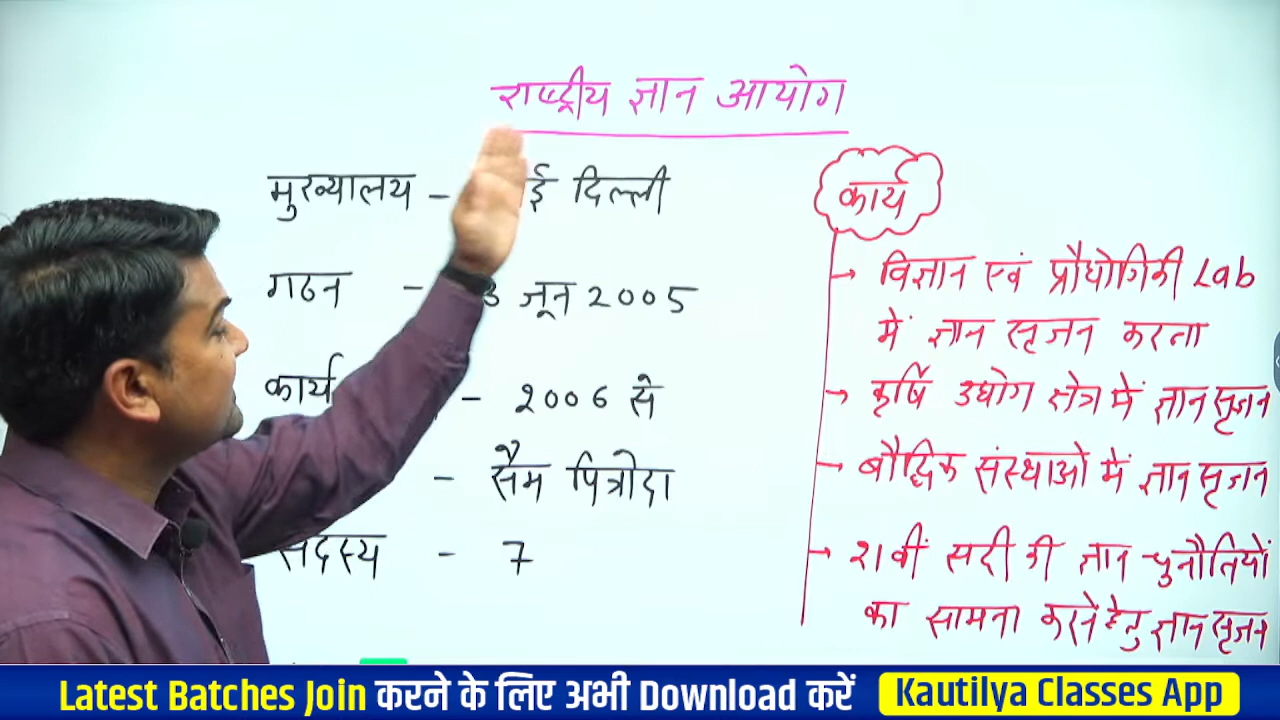 राष्ट्रीय ज्ञान आयोग
मुख्यालय - ई दिल्ली
गठन - जून 2005
कार्य - 2006 से
- सैम पित्रोदा
सदस्य - 7
कार्य
→ विज्ञान एवं प्रौद्योगिकी Lab
में ज्ञान सृजन करना
→ कृषि उद्योग क्षेत्र में ज्ञान सृजन
→ बौद्धिक संस्थाओं में ज्ञान सृजन
→ 21वीं सदी की ज्ञान चुनौतियों
का सामना करने हेतु ज्ञान सृजन
Latest Batches Join करने के लिए अभी Download करें Kautilya Classes App